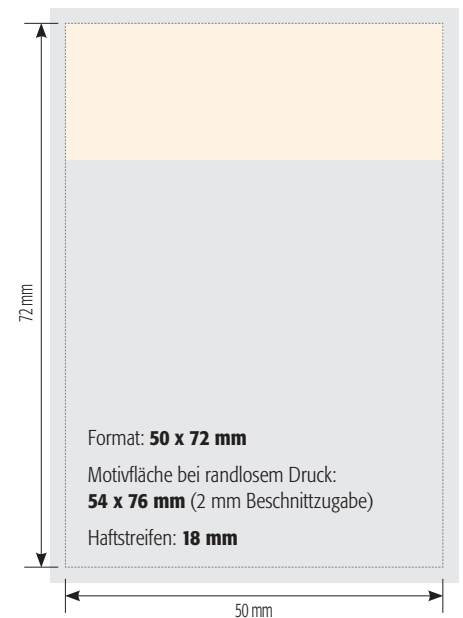 72 mm
Format: 50 x 72 mm
Motivfläche bei randlosem Druck:
54 x 76 mm (2 mm Beschnittzugabe)
Haftstreifen: 18 mm
50 mm